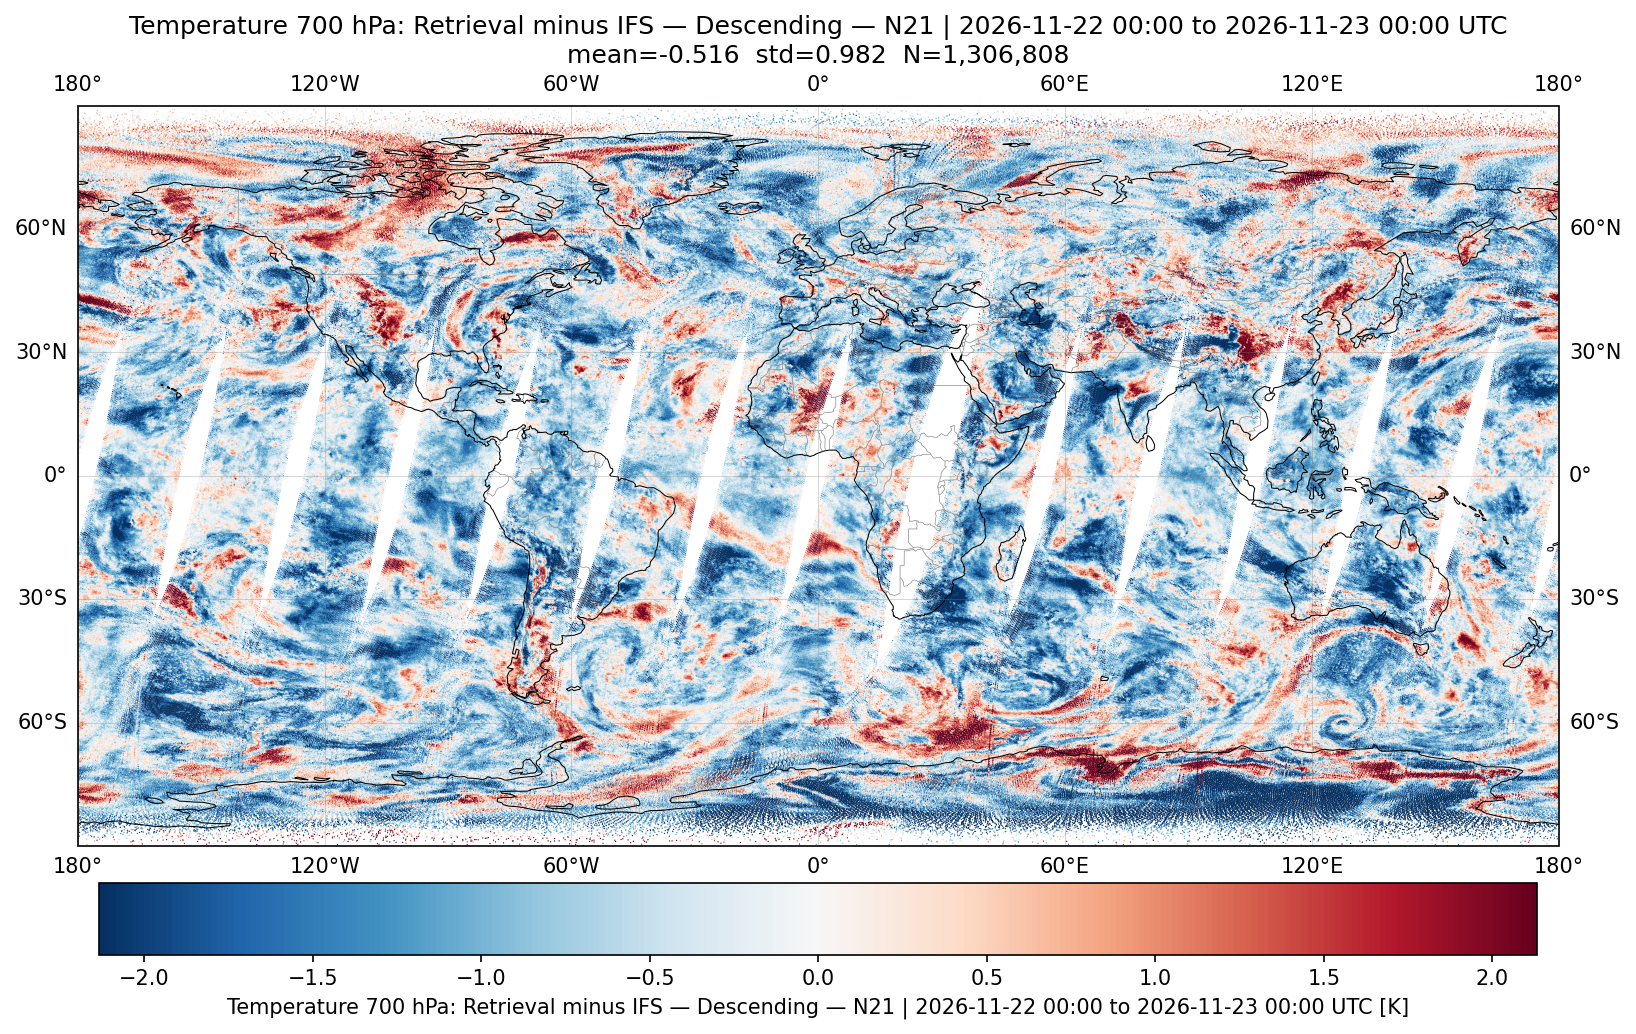 Temperature 700 hPa: Retrieval minus IFS — Descending — N21 | 2026-11-22 00:00 to 2026-11-23 00:00 UTC
mean=-0.516  std=0.982  N=1,306,808
180° 120°W 60°W 0° 60°E 120°E 180°
60°N 60°N
30°N 30°N
0° 0°
30°S 30°S
60°S 60°S
180° 120°W 60°W 0° 60°E 120°E 180°
−2.0 −1.5 −1.0 −0.5 0.0 0.5 1.0 1.5 2.0
Temperature 700 hPa: Retrieval minus IFS — Descending — N21 | 2026-11-22 00:00 to 2026-11-23 00:00 UTC [K]